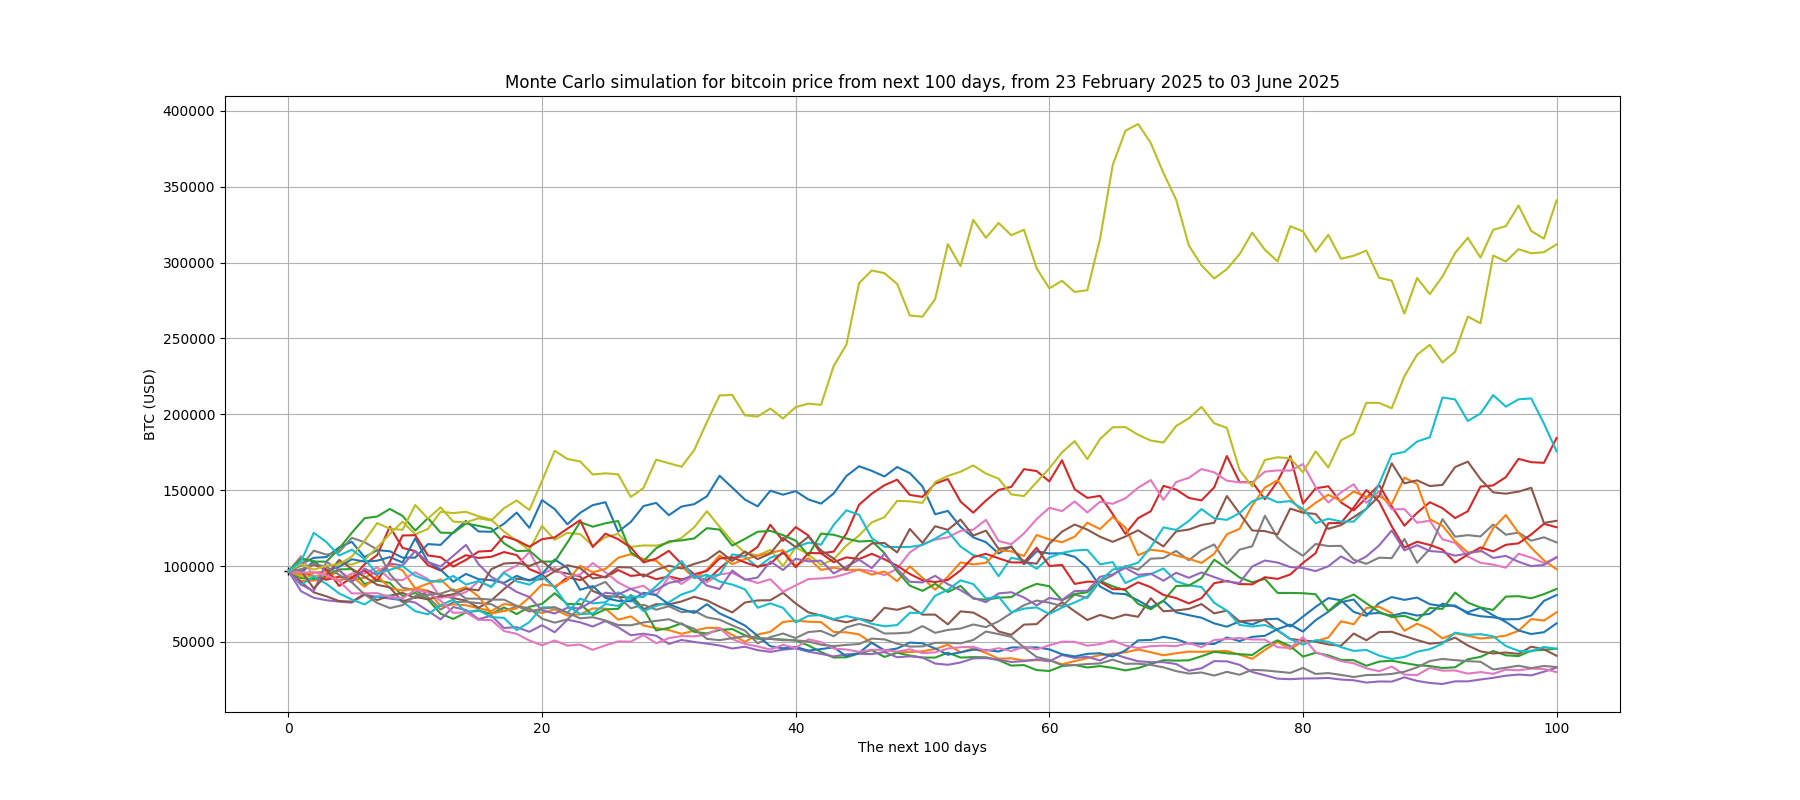 Monte Carlo simulation for bitcoin price from next 100 days, from 23 February 2025 to 03 June 2025
400000
350000
300000
250000
200000
150000
100000
50000
BTC (USD)
0 20 40 60 80 100
The next 100 days